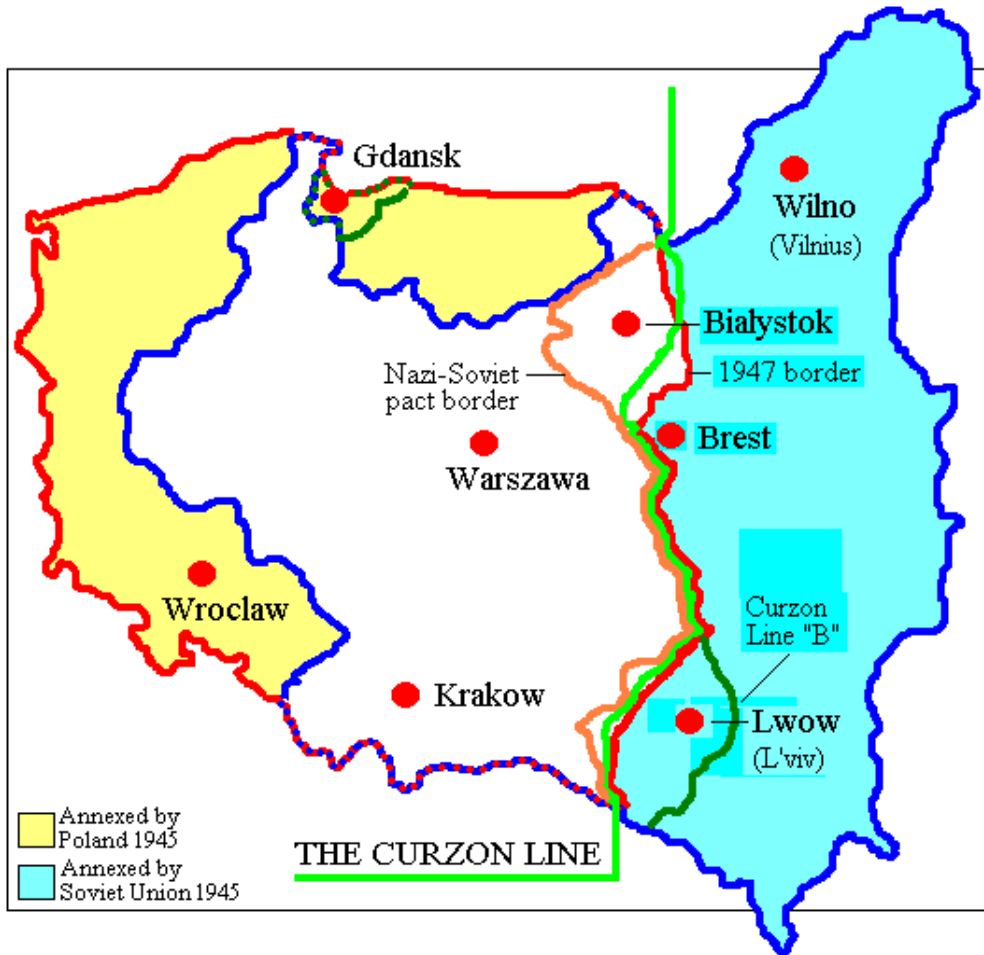 Gdansk
Wilno
(Vilnius)
Bialystok
Nazi-Soviet
pact border
1947 border
Brest
Warszawa
Wroclaw
Curzon
Line "B"
Krakow
Lwow
(L'viv)
Annexed by
Poland 1945
Annexed by
Soviet Union 1945
THE CURZON LINE